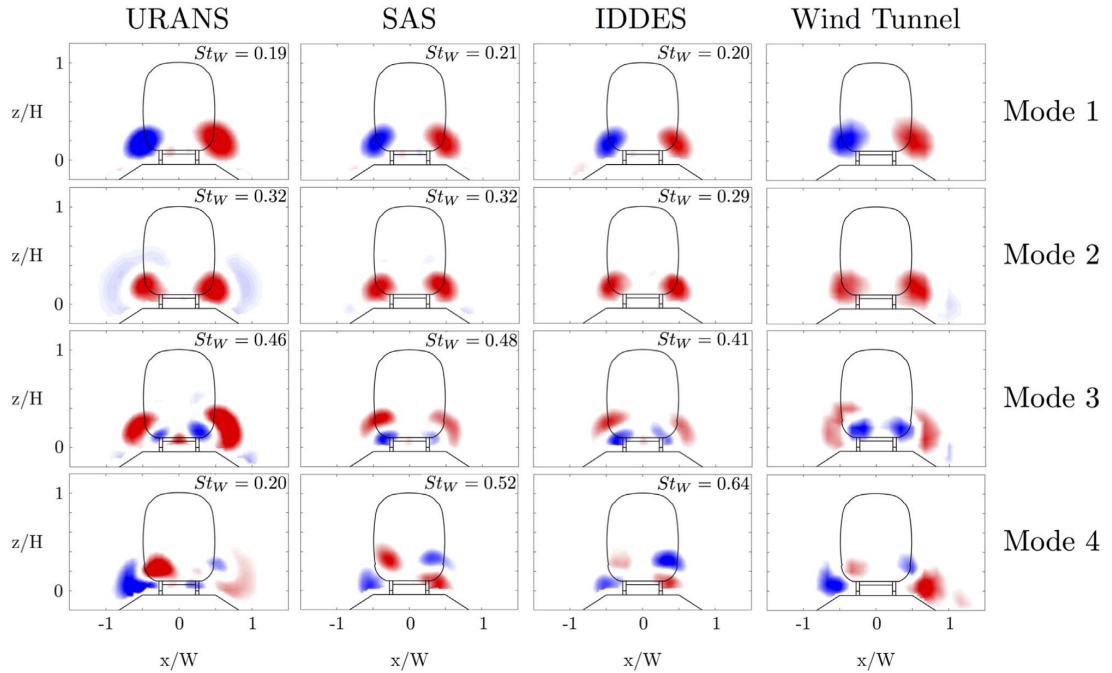 URANS SAS IDDES Wind Tunnel
1 z/H 0 St_W = 0.19 St_W = 0.21 St_W = 0.20 Mode 1
1 z/H 0 St_W = 0.32 St_W = 0.32 St_W = 0.29 Mode 2
1 z/H 0 St_W = 0.46 St_W = 0.48 St_W = 0.41 Mode 3
1 z/H 0 St_W = 0.20 St_W = 0.52 St_W = 0.64 Mode 4
-1 0 1 -1 0 1 -1 0 1 -1 0 1
x/W x/W x/W x/W